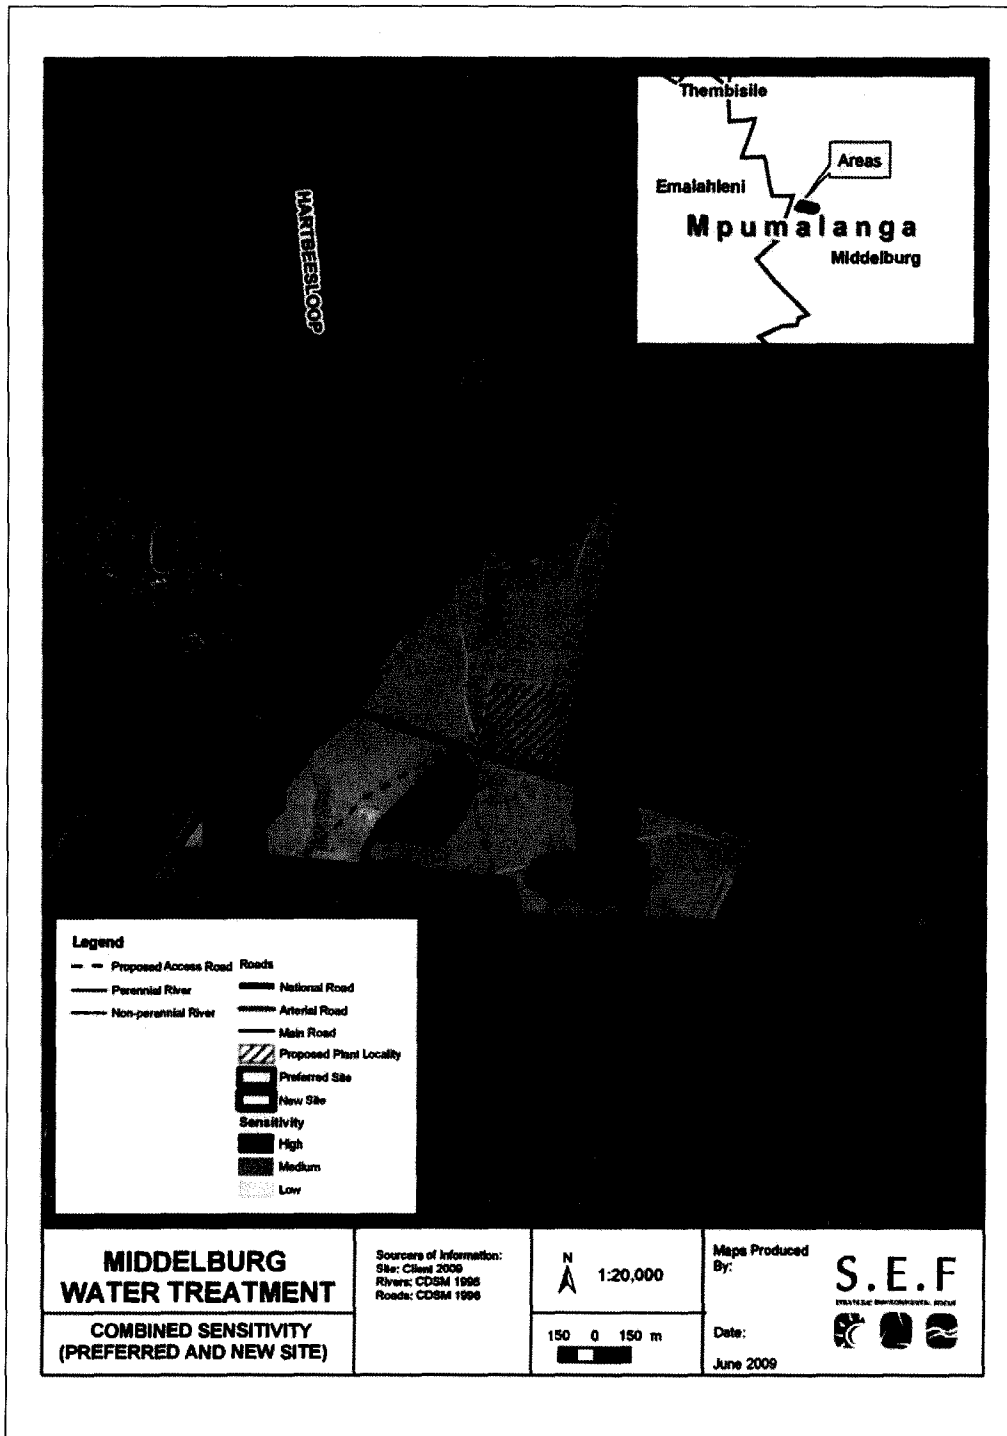 Thembisile
Areas
Emalahleni
Mpumalanga
Middelburg
HARTBEESLOOP
Legend
Proposed Access Road
Perennial River
Non-perennial River
Roads
National Road
Arterial Road
Main Road
Proposed Plant Locality
Preferred Site
New Site
Sensitivity
High
Medium
Low
MIDDELBURG
WATER TREATMENT
COMBINED SENSITIVITY
(PREFERRED AND NEW SITE)
Sources of Information:
Site: Client 2009
Rivers: CDSM 1996
Roads: CDSM 1996
N
1:20,000
150 0 150 m
Maps Produced
By:
S.E.F
STRATEGIC ENVIRONMENTAL FOCUS
Date:
June 2009